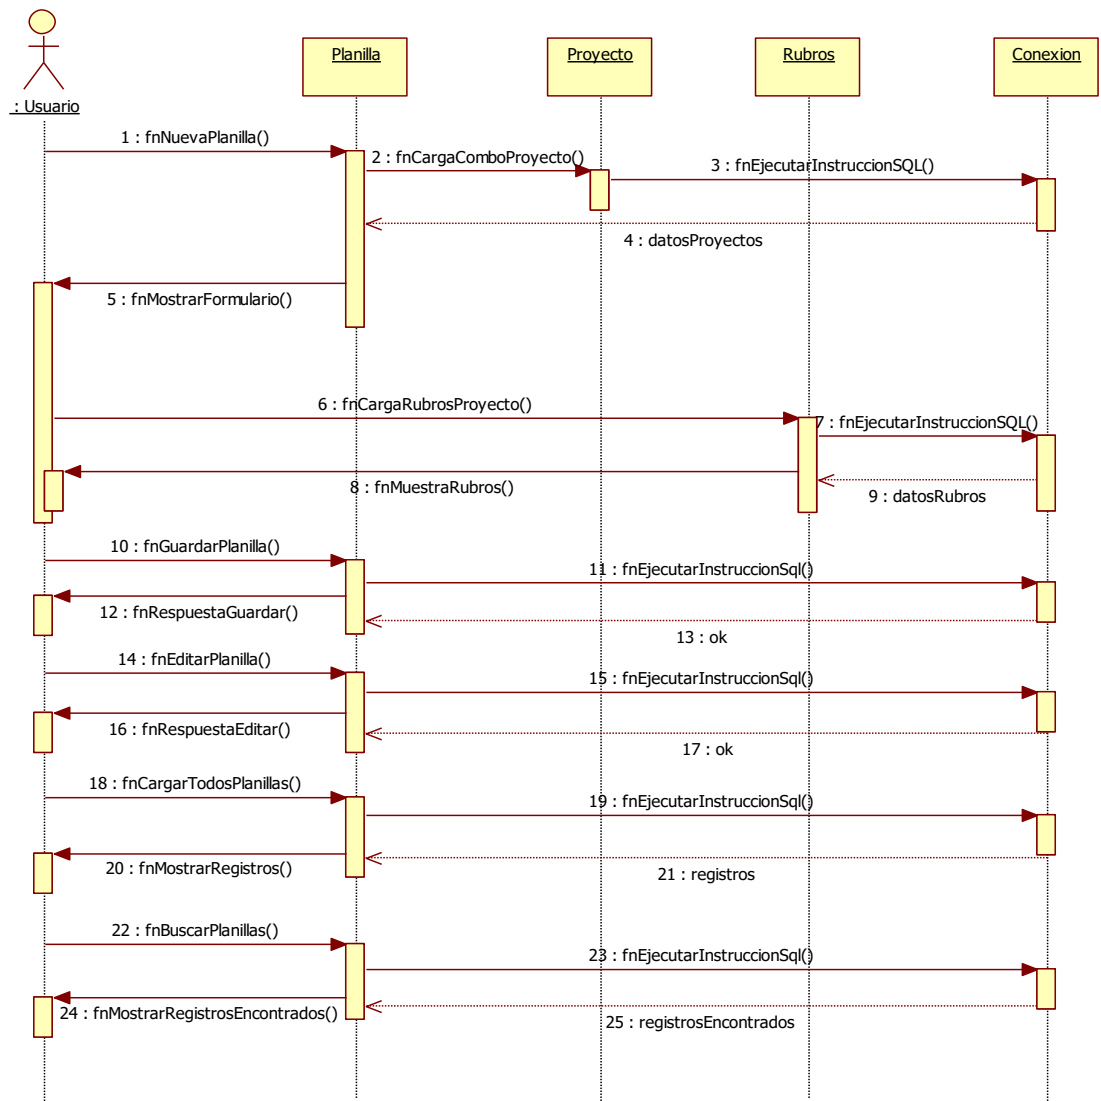 : Usuario
Planilla
Proyecto
Rubros
Conexion
1 : fnNuevaPlanilla()
2 : fnCargaComboProyecto()
3 : fnEjecutarInstruccionSQL()
4 : datosProyectos
5 : fnMostrarFormulario()
6 : fnCargaRubrosProyecto()
7 : fnEjecutarInstruccionSQL()
8 : fnMuestraRubros()
9 : datosRubros
10 : fnGuardarPlanilla()
11 : fnEjecutarInstruccionSql()
12 : fnRespuestaGuardar()
13 : ok
14 : fnEditarPlanilla()
15 : fnEjecutarInstruccionSql()
16 : fnRespuestaEditar()
17 : ok
18 : fnCargarTodosPlanillas()
19 : fnEjecutarInstruccionSql()
20 : fnMostrarRegistros()
21 : registros
22 : fnBuscarPlanillas()
23 : fnEjecutarInstruccionSql()
24 : fnMostrarRegistrosEncontrados()
25 : registrosEncontrados